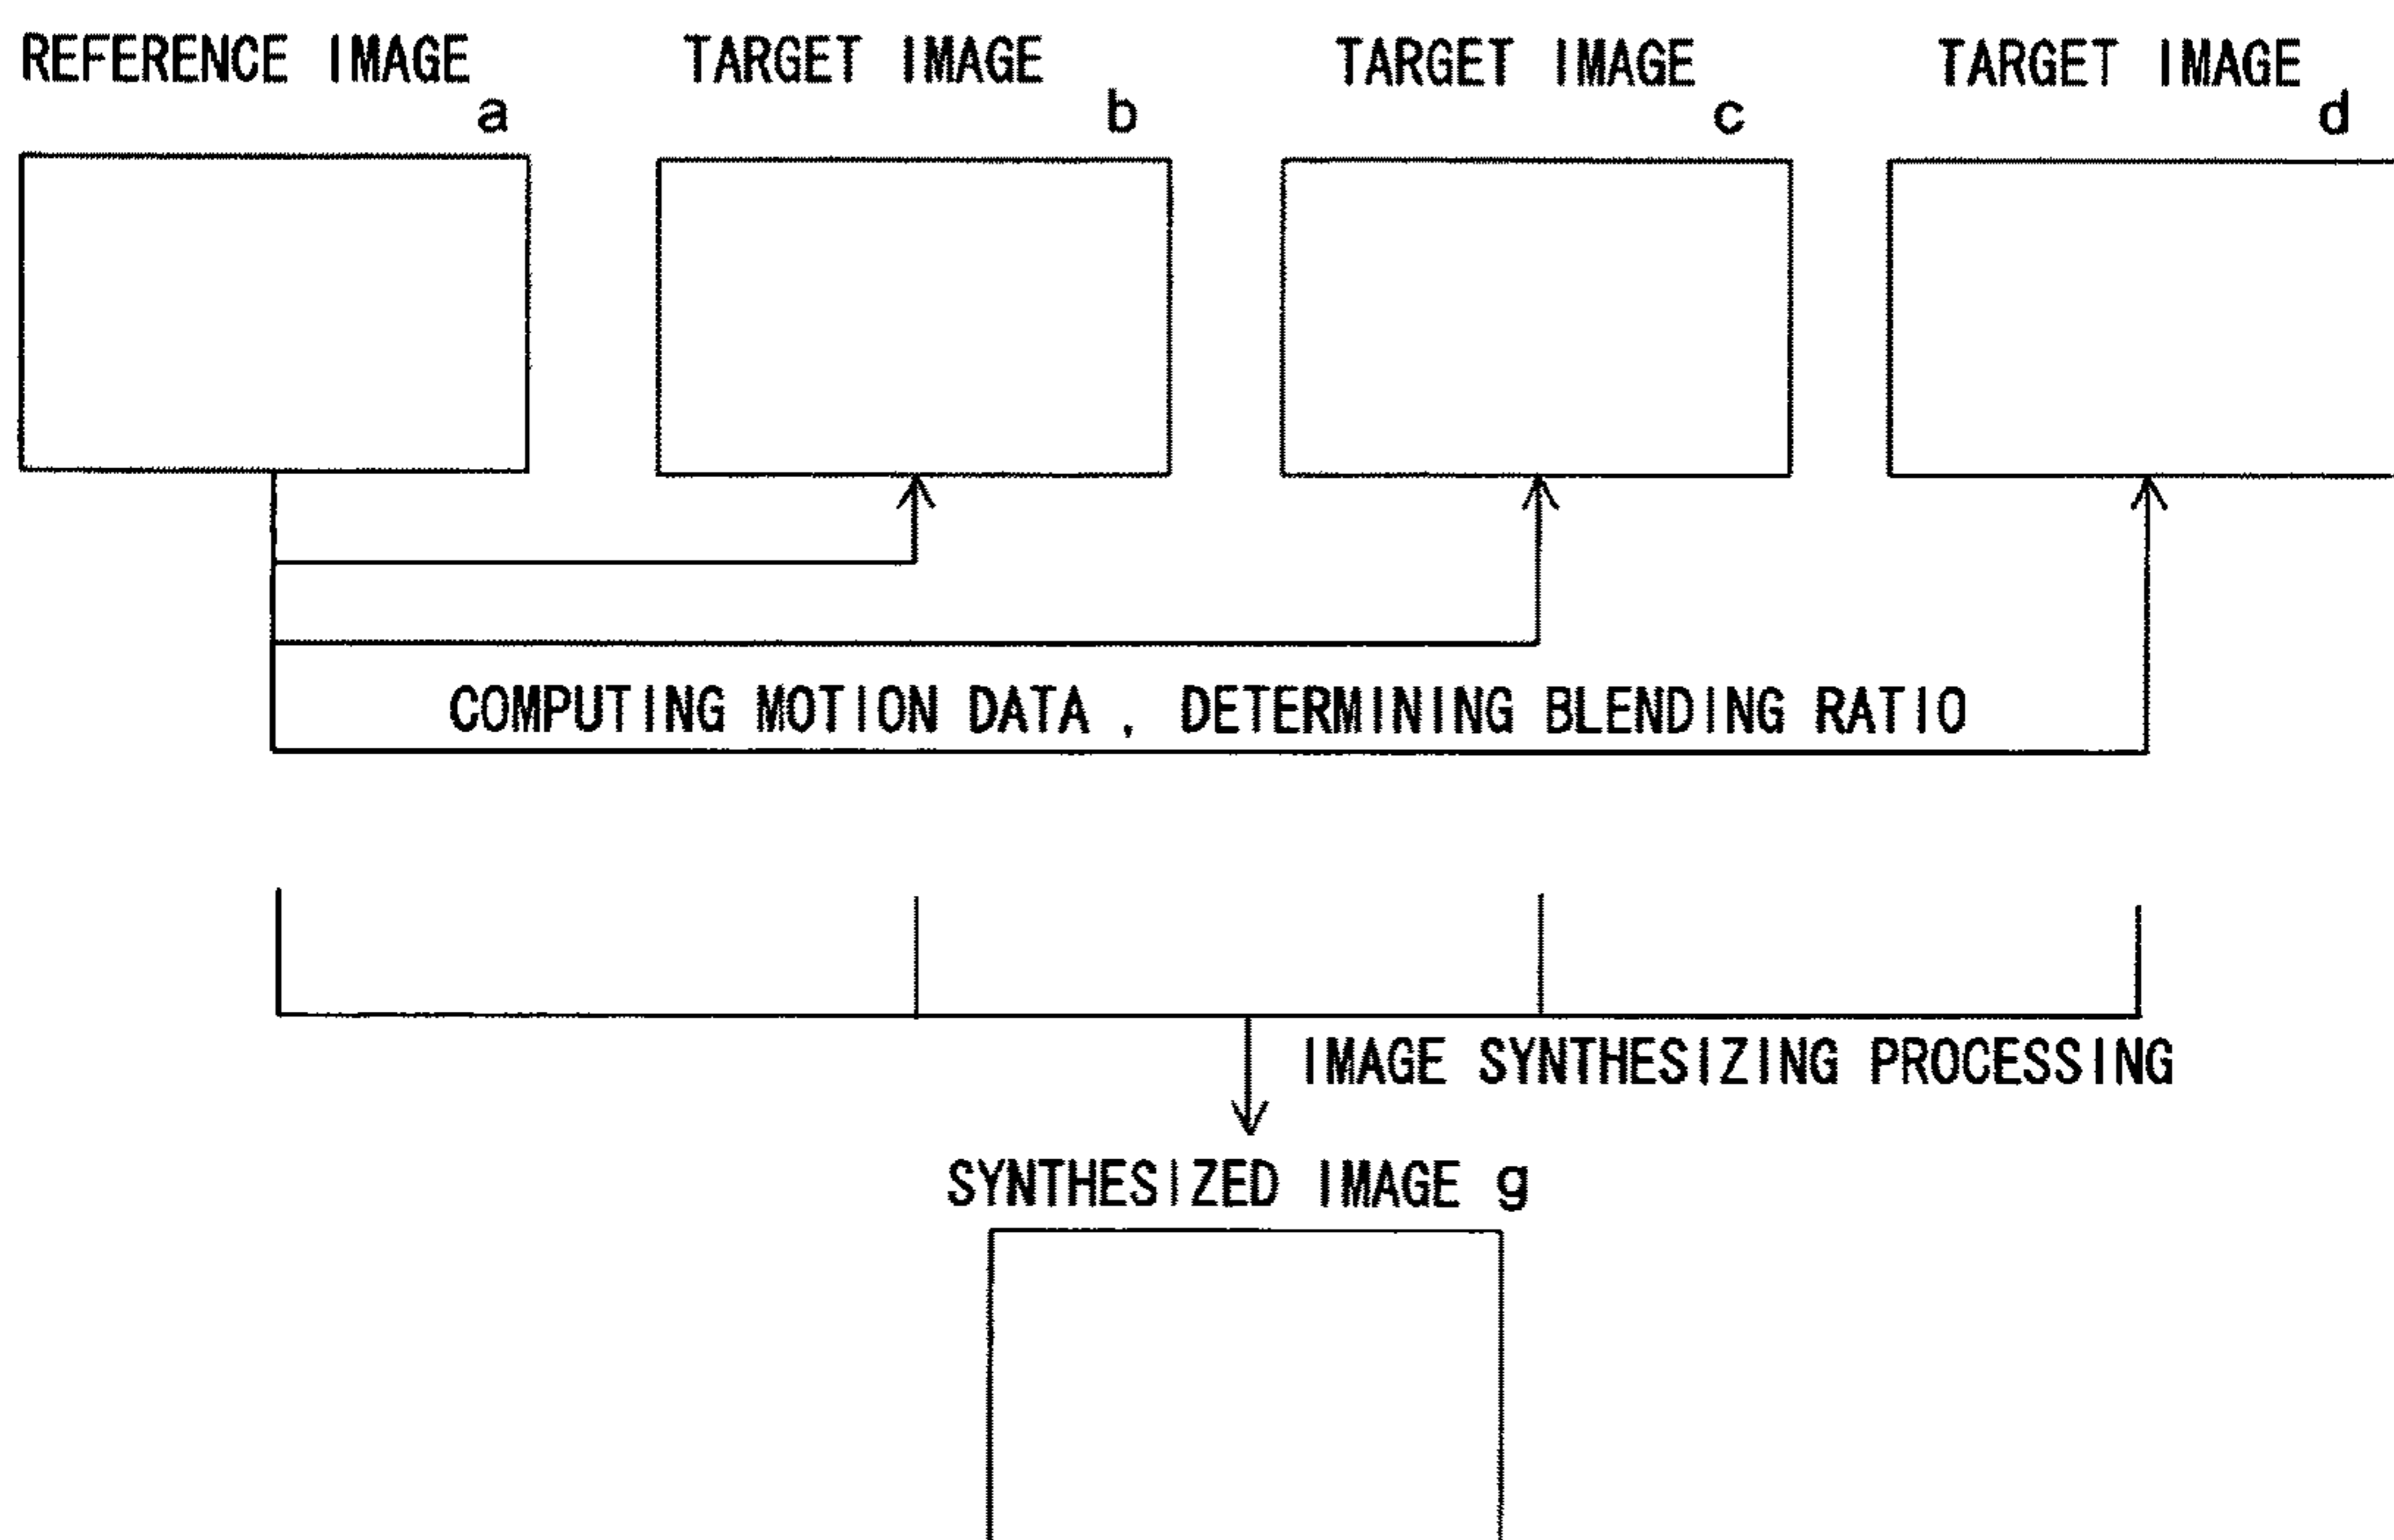 REFERENCE IMAGE a
TARGET IMAGE b
TARGET IMAGE c
TARGET IMAGE d
COMPUTING MOTION DATA , DETERMINING BLENDING RATIO
IMAGE SYNTHESIZING PROCESSING
SYNTHESIZED IMAGE g